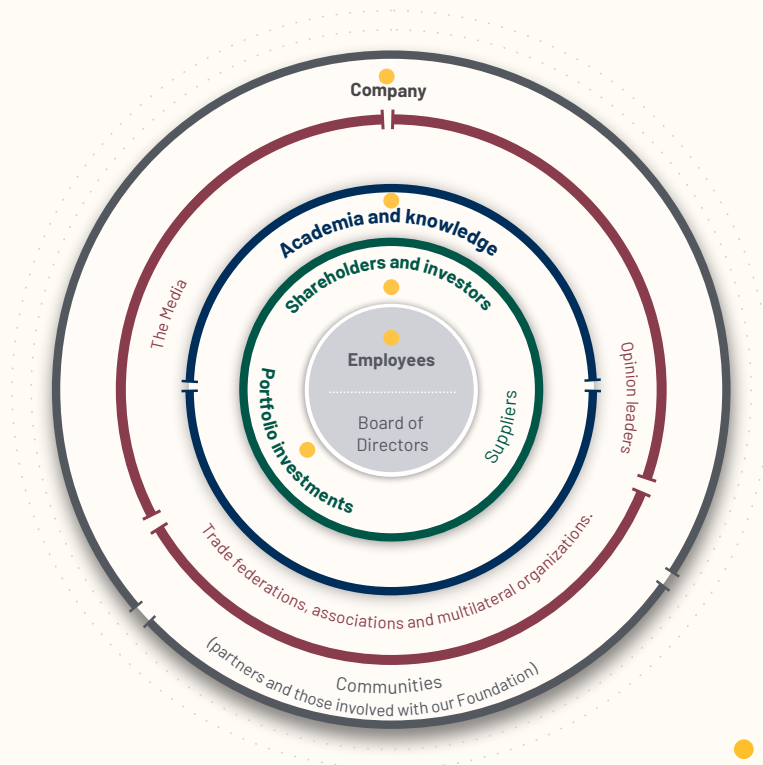 Company
Academia and knowledge
Shareholders and investors
The Media
Employees
Opinion leaders
Portfolio investments
Suppliers
Board of
Directors
Trade federations, associations and multilateral organizations.
Communities
(partners and those involved with our Foundation)